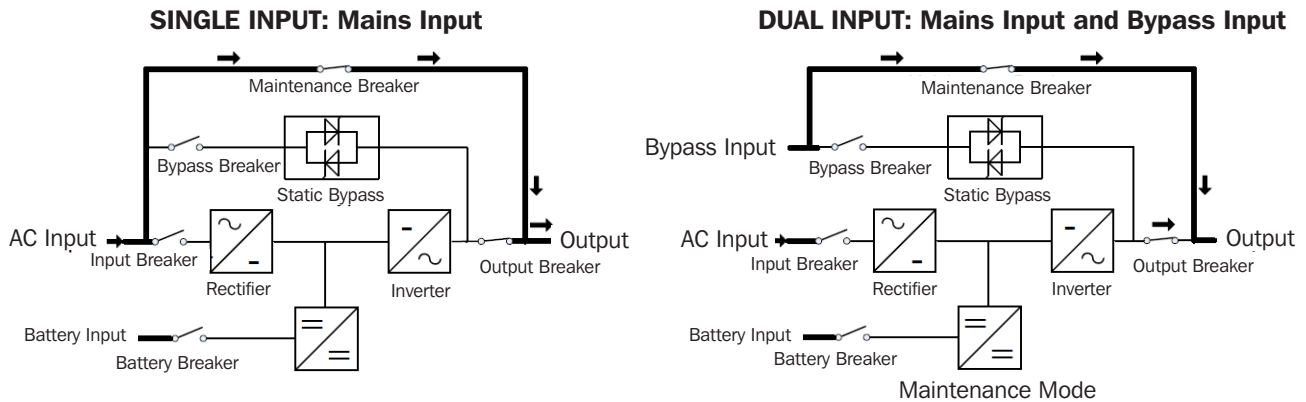 SINGLE INPUT: Mains Input
Maintenance Breaker
Bypass Breaker
Static Bypass
AC Input
Input Breaker
Rectifier
Inverter
Output
Output Breaker
Battery Input
Battery Breaker
DUAL INPUT: Mains Input and Bypass Input
Maintenance Breaker
Bypass Input
Bypass Breaker
Static Bypass
AC Input
Input Breaker
Rectifier
Inverter
Output
Output Breaker
Battery Input
Battery Breaker
Maintenance Mode